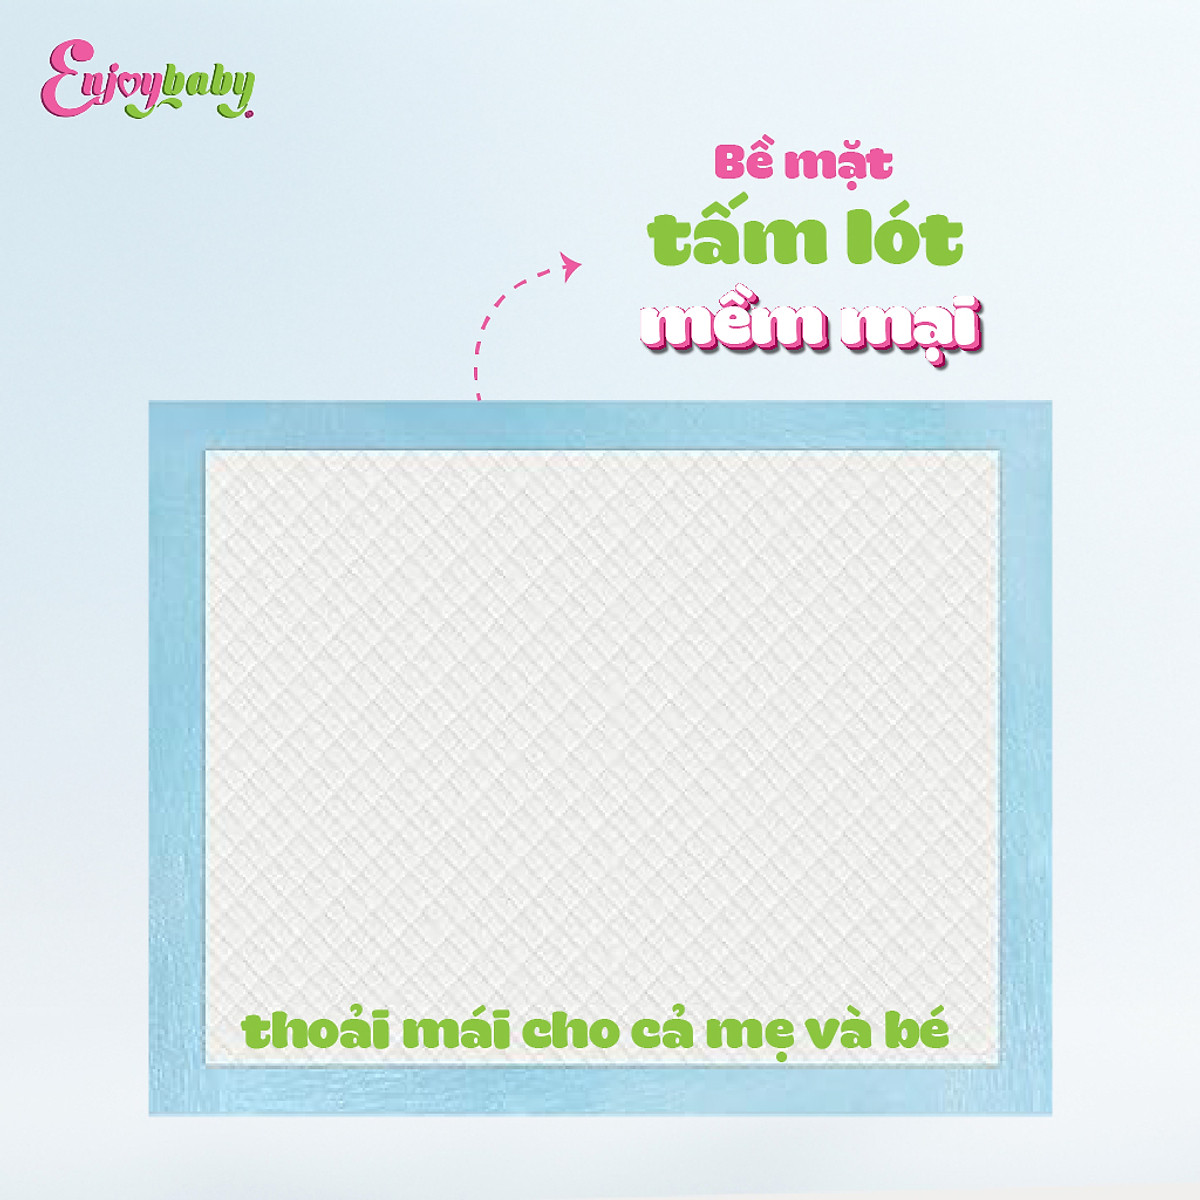 Enjoybaby
Bề mặt
tấm lót
mềm mại
thoải mái cho cả mẹ và bé